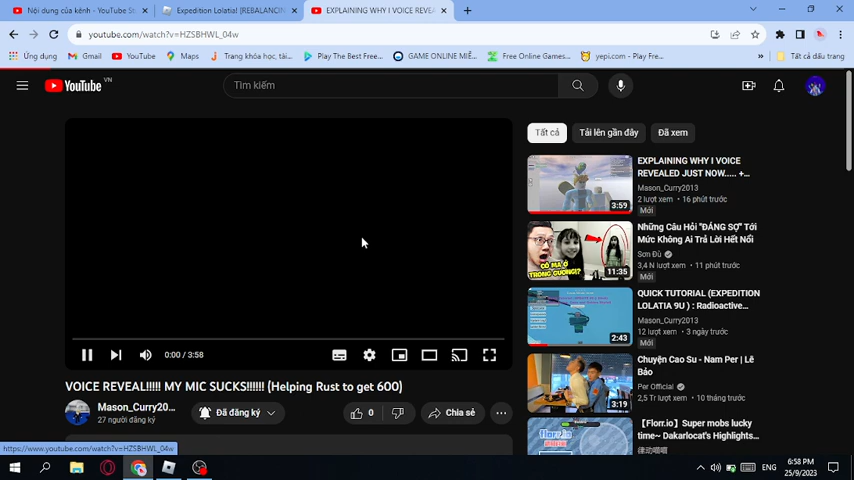 Nội dung của kênh - YouTube S
Expedition Lolatia! [REBALANCIN
EXPLAINING WHY I VOICE REVEA
youtube.com/watch?v=HZSBHWL_04w
Ứng dụng
Gmail
YouTube
Maps
Trang khóa học, tài...
Play The Best Free...
GAME ONLINE MIỄ...
Free Online Games...
yepi.com - Play Fre...
»
Tất cả dấu trang
YouTube VN
Tìm kiếm
Tất cả
Tải lên gần đây
Đã xem
3:59
EXPLAINING WHY I VOICE
REVEALED JUST NOW..... +...
Mason_Curry2013
2 lượt xem • 16 phút trước
Mới
CÔ MA Ở
TRONG GƯƠNG!?
11:35
Những Câu Hỏi "ĐÁNG SỢ" Tới
Mức Không Ai Trả Lời Hết Nổi
Sơn Đù
3,4 N lượt xem • 11 phút trước
Mới
2:43
QUICK TUTORIAL (EXPEDITION
LOLATIA 9U ) : Radioactive...
Mason_Curry2013
12 lượt xem • 3 ngày trước
Mới
3:19
Chuyện Cao Su - Nam Per | Lê
Bảo
Per Official
2,5 Tr lượt xem • 10 tháng trước
florr.io
【Florr.io】Super mobs lucky
time~ Dakarlocat's Highlights...
0:00 / 3:58
VOICE REVEAL!!!!! MY MIC SUCKS!!!!!! (Helping Rust to get 600)
Mason_Curry20...
27 người đăng ký
Đã đăng ký
0
Chia sẻ
https://www.youtube.com/watch?v=HZSBHWL_04w
ENG
6:58 PM
25/9/2023